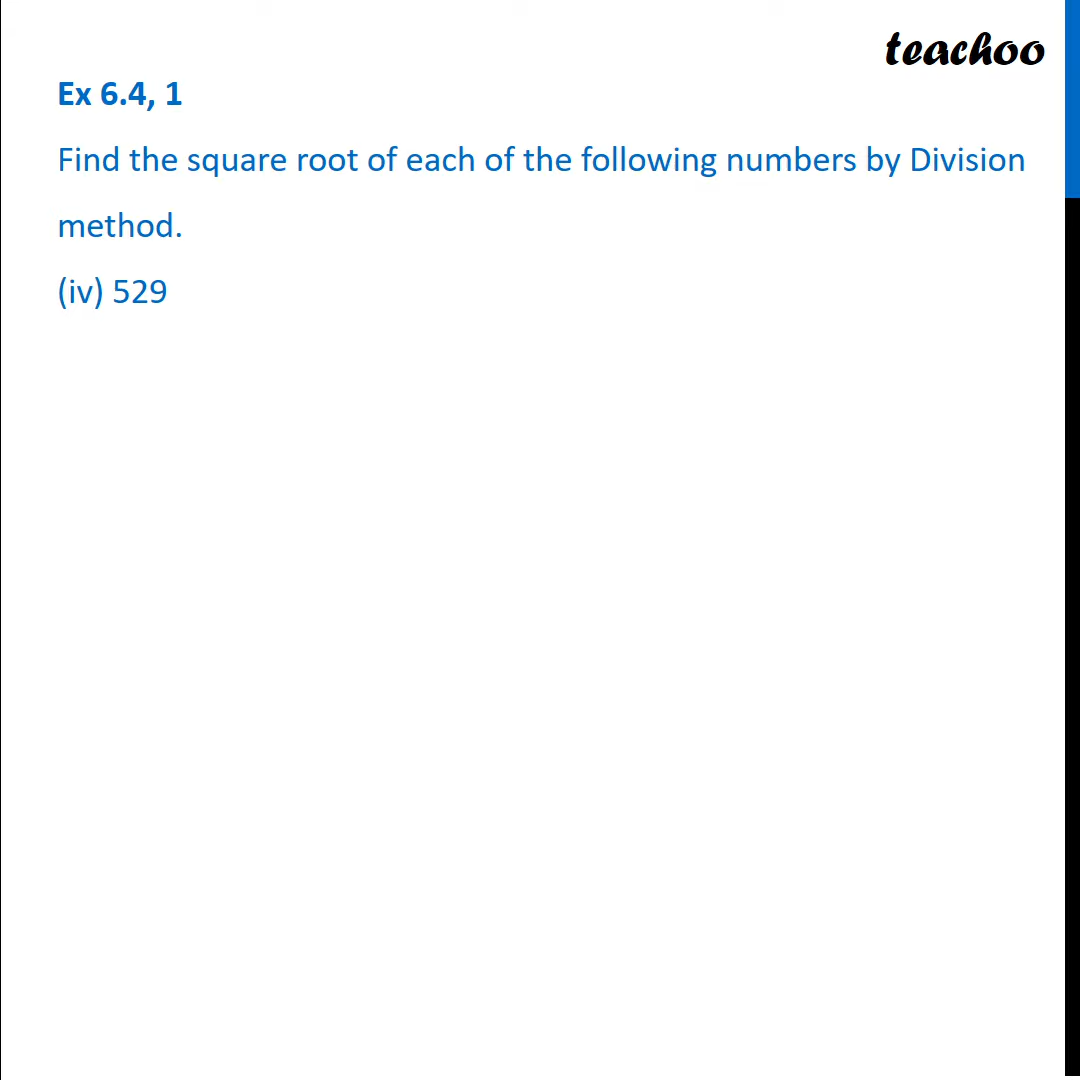 teachoo
Ex 6.4, 1
Find the square root of each of the following numbers by Division
method.
(iv) 529